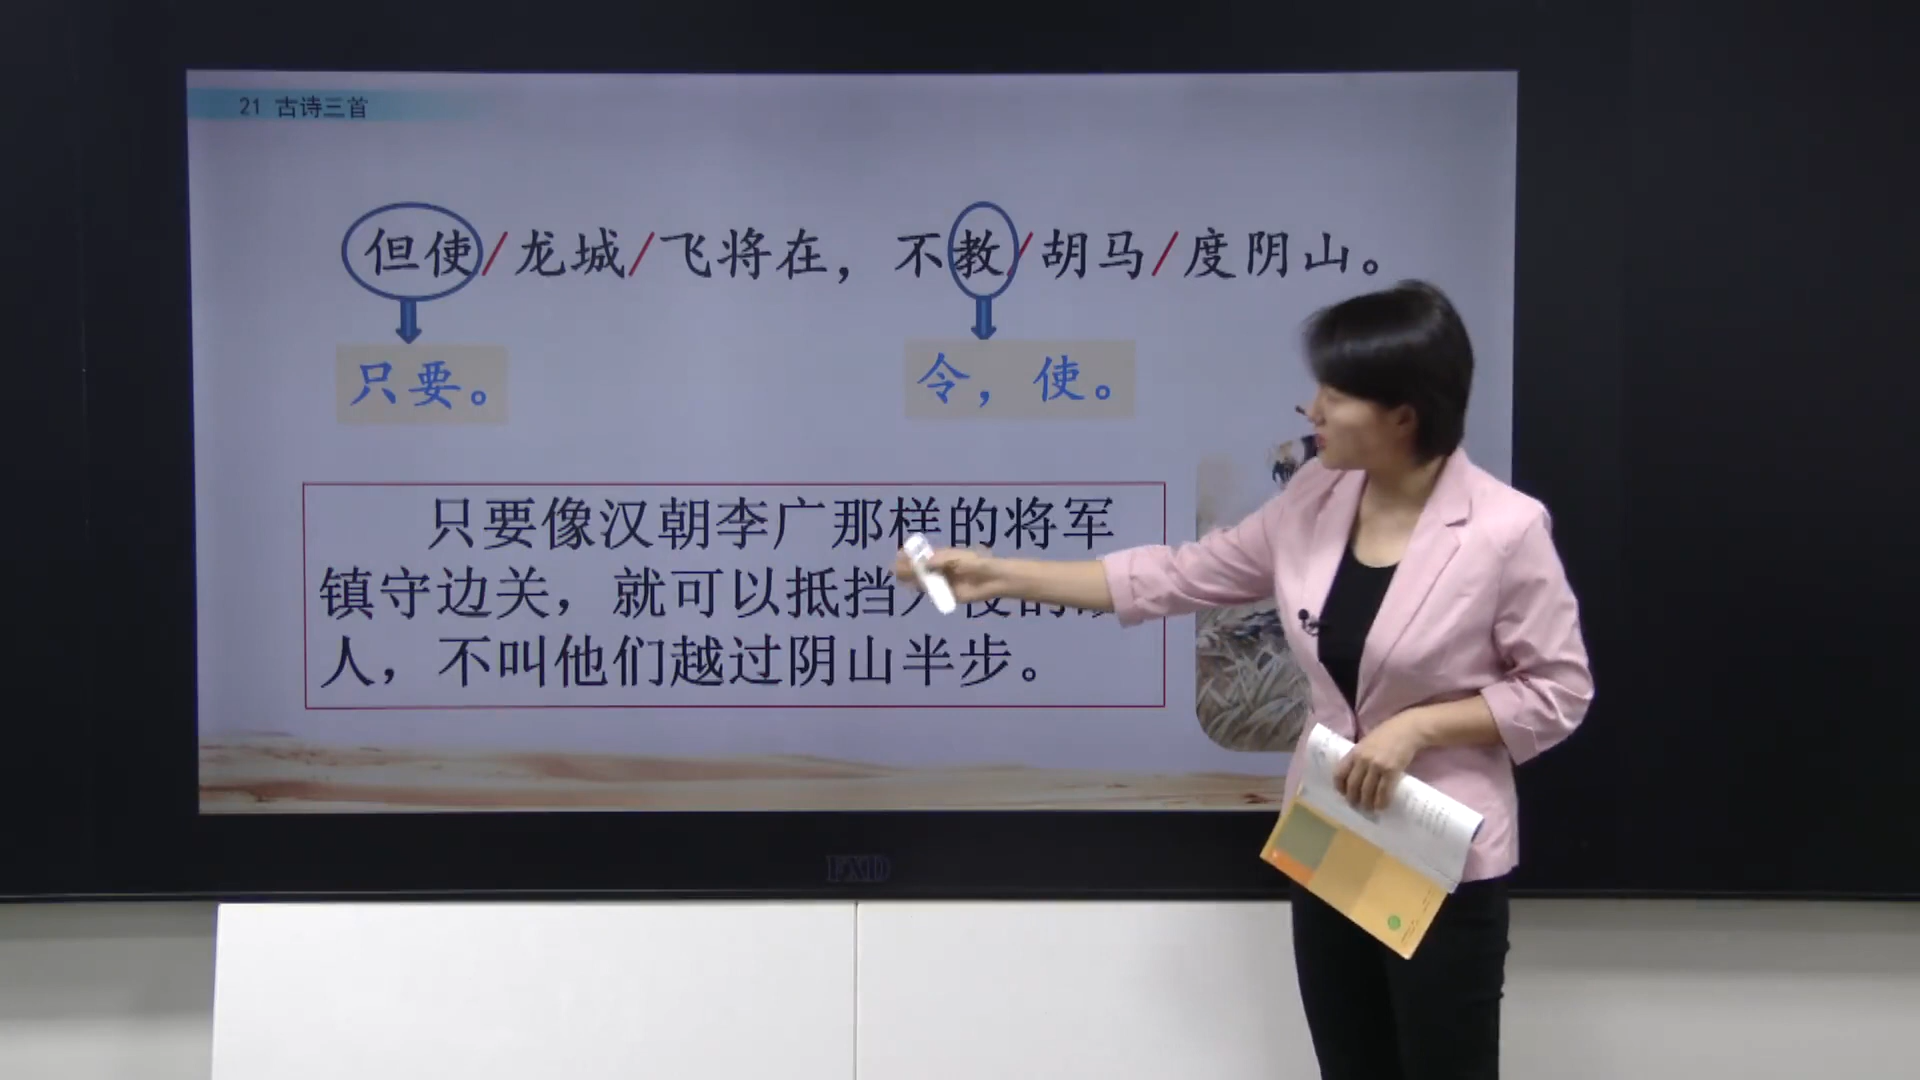 21 古诗三首
但使/龙城/飞将在，不教/胡马/度阴山。
只要。
令，使。
只要像汉朝李广那样的将军
镇守边关，就可以抵挡
人，不叫他们越过阴山半步。